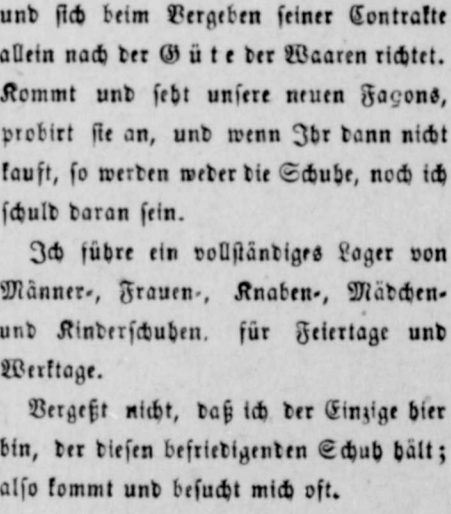 und sich beim Vergeben seiner Contrakte
allein nach der Güte der Waaren richtet.
Kommt und seht unsere neuen Façons,
probirt sie an, und wenn Ihr dann nicht
kauft, so werden weder die Schuhe, noch ich
schuld daran sein.
Ich führe ein vollständiges Lager von
Männer-, Frauen-, Knaben-, Mädchen-
und Kinderschuhen, für Feiertage und
Werktage.
Vergeßt nicht, daß ich der Einzige hier
bin, der diesen befriedigenden Schuh hält;
also kommt und besucht mich oft.